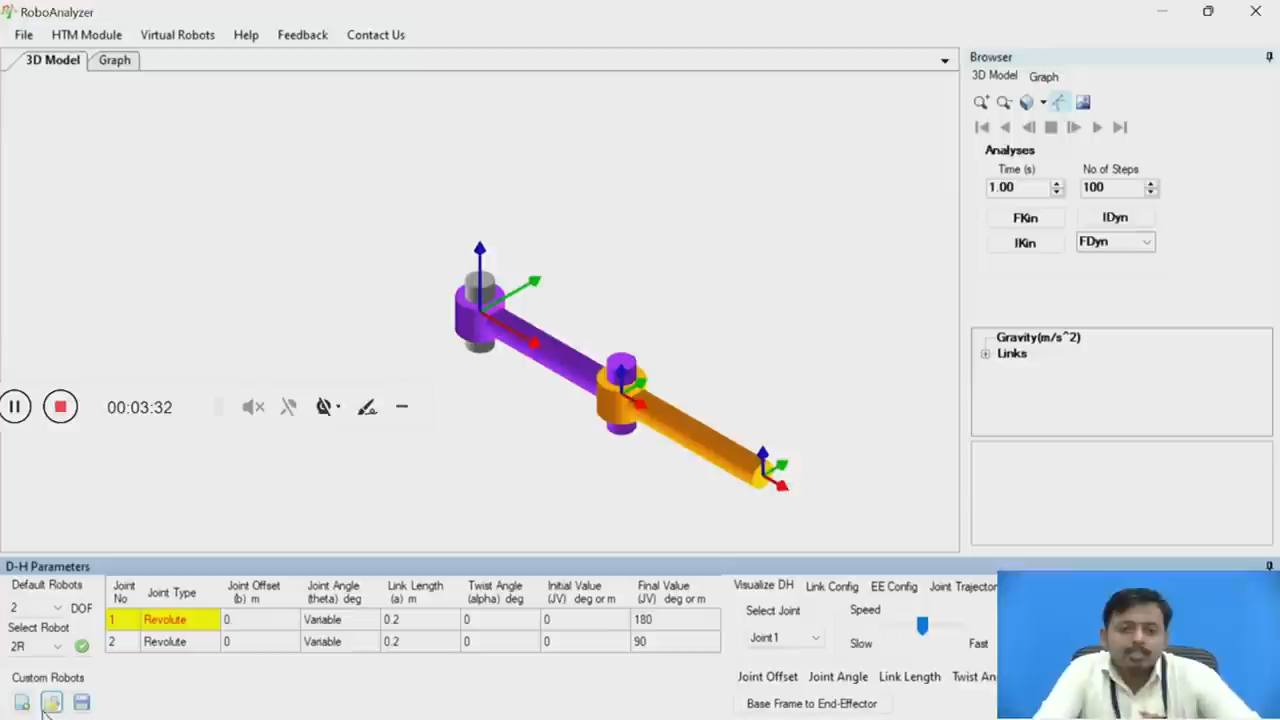 RoboAnalyzer
File HTM Module Virtual Robots Help Feedback Contact Us
3D Model Graph
Browser
3D Model Graph
Analyses
Time (s) No of Steps
1.00 100
FKin IDyn
IKin FDyn
Gravity(m/s^2)
Links
00:03:32
D-H Parameters
Default Robots
2 DOF
Select Robot
2R
Custom Robots
Joint No Joint Type Joint Offset (b) m Joint Angle (theta) deg Link Length (a) m Twist Angle (alpha) deg Initial Value (JV) deg or m Final Value (JV) deg or m
1 Revolute 0 Variable 0.2 0 0 180
2 Revolute 0 Variable 0.2 0 0 90
Visualize DH Link Config EE Config Joint Trajector
Select Joint Speed
Joint1 Slow Fast
Joint Offset Joint Angle Link Length Twist An
Base Frame to End-Effector